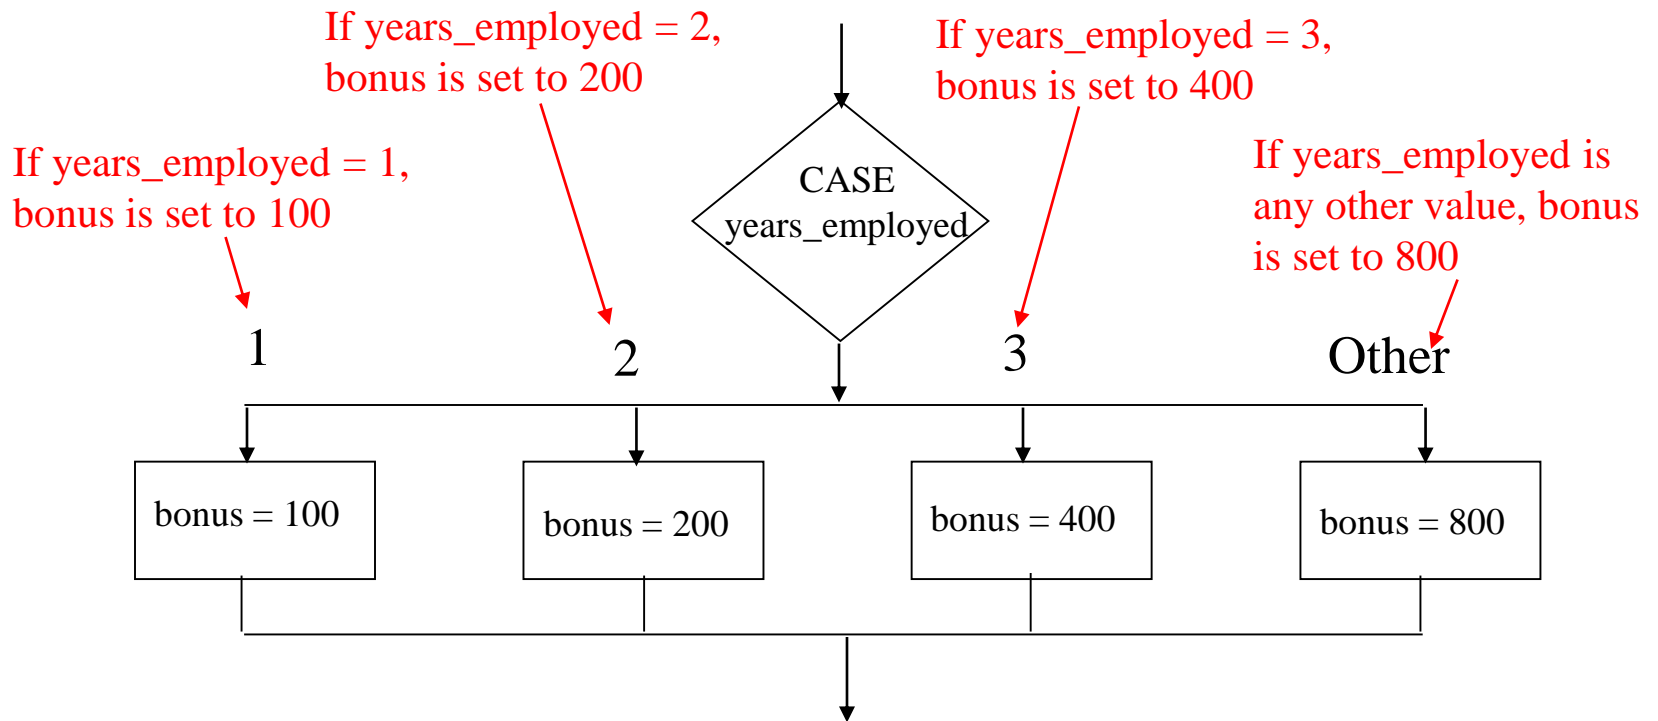 If years_employed = 2,
bonus is set to 200
If years_employed = 3,
bonus is set to 400
If years_employed = 1,
bonus is set to 100
If years_employed is
any other value, bonus
is set to 800
CASE
years_employed
1
2
3
Other
bonus = 100
bonus = 200
bonus = 400
bonus = 800